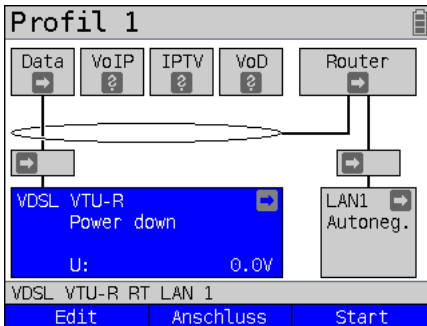 Profil 1
Data VoIP IPTV VoD Router
? ? ?
VDSL VTU-R
Power down
U: 0.0V
LAN1
Autoneg.
VDSL VTU-R RT LAN 1
Edit Anschluss Start